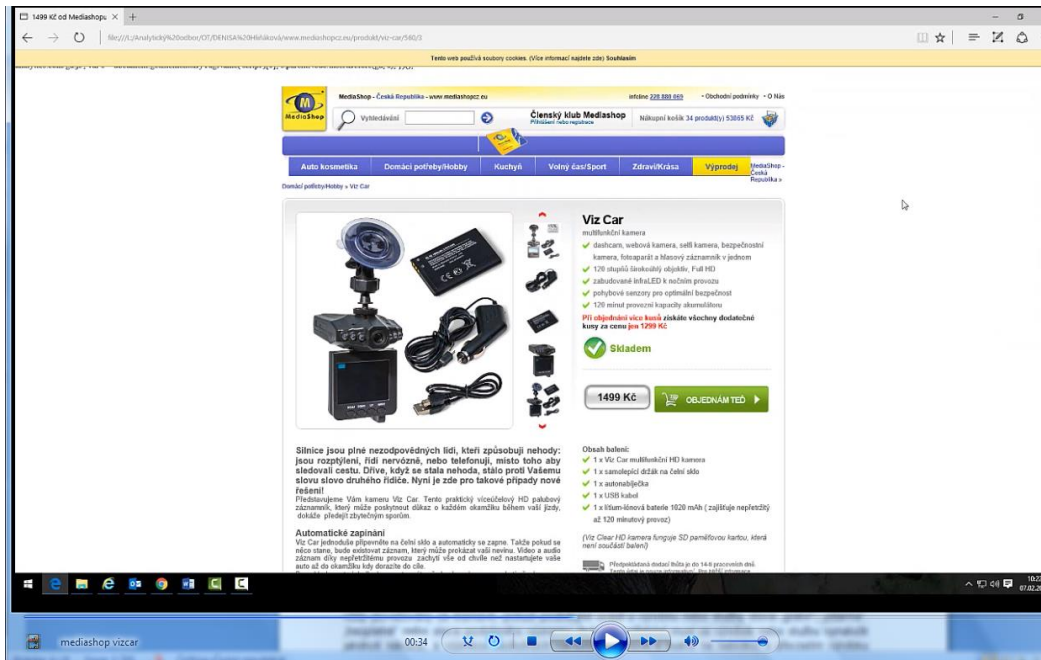 1499 Kč od Mediashopu
Tento web používá soubory cookies. (Více informací najdete zde) Souhlasím
MediaShop
MediaShop - Česká Republika - www.mediashopcz.eu
infoline 228 880 065
Obchodní podmínky
O Nás
Vyhledávání
Členský klub Mediashop
Přihlášení nebo registrace
Nákupní košík 34 produkt(y) 53865 Kč
Auto kosmetika
Domácí potřeby/Hobby
Kuchyň
Volný čas/Sport
Zdraví/Krása
Výprodej
MediaShop -
Česká
Republika »
Domácí potřeby/Hobby » Viz Car
Viz Car
multifunkční kamera
dashcam, webová kamera, selfi kamera, bezpečnostní
kamera, fotoaparát a hlasový záznamník v jednom
120 stupňů širokoúhlý objektiv, Full HD
zabudované infraLED k nočním provozu
pohybové senzory pro optimální bezpečnost
120 minut provozní kapacity akumulátoru
Při objednání více kusů získáte všechny dodatečné
kusy za cenu jen 1299 Kč
Skladem
1499 Kč
OBJEDNÁM TEĎ
Silnice jsou plné nezodpovědných lidí, kteří způsobují nehody:
jsou rozptýlení, řídí nervózně, nebo telefonují, místo toho aby
sledovali cestu. Dříve, když se stala nehoda, stálo proti Vašemu
slovu slovo druhého řidiče. Nyní je zde pro takové případy nové
řešení!
Představujeme Vám kameru Viz Car. Tento praktický víceúčelový HD palubový
záznamník, který může poskytnout důkaz o každém okamžiku během vaší jízdy,
dokáže předejít zbytečným sporům.
Automatické zapínání
Viz Car jednoduše připevněte na čelní sklo a automaticky se zapne. Takže pokud se
něco stane, bude existovat záznam, který může prokázat vaši nevinu. Video a audio
záznam díky nepřetržitému provozu zachytí vše od chvíle než nastartujete vaše
auto až do okamžiku kdy dorazíte do cíle.
Obsah balení:
1 x Viz Car multifunkční HD kamera
1 x samolepicí držák na čelní sklo
1 x autonabíječka
1 x USB kabel
1 x lítium-iónová baterie 1020 mAh ( zajišťuje nepřetržitý
až 120 minutový provoz)
(Viz Clear HD kamera funguje SD paměťovou kartou, která
není součástí balení)
Předpokládaná dodací lhůta je do 14-ti pracovních dnů.
07.02.20
mediashop vizcar
00:34